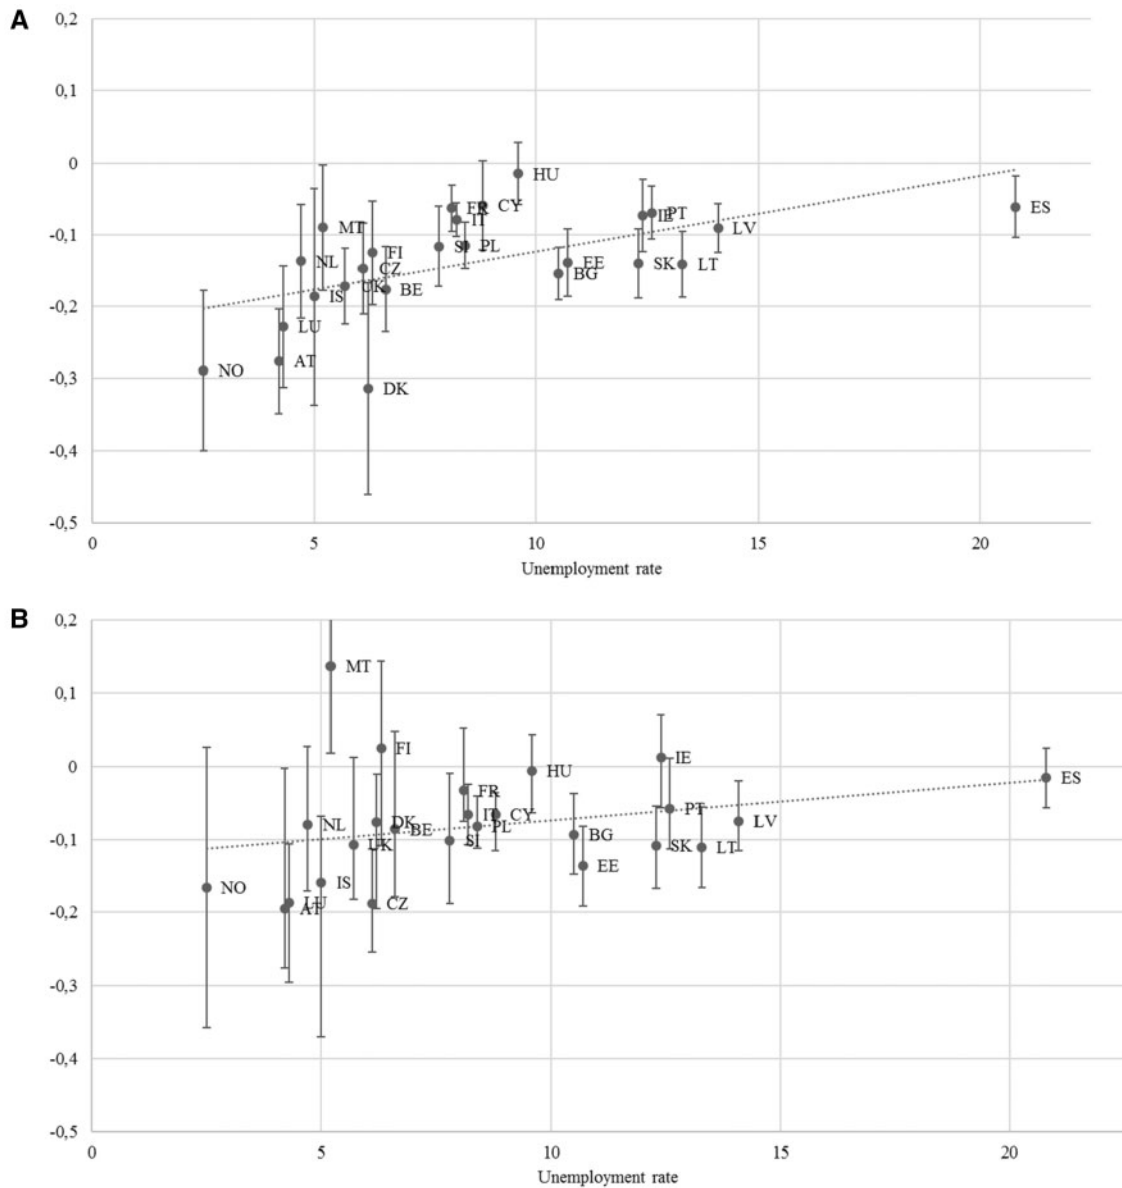 A
0,2
0,1
0
HU
CY
FR
IT
IE
PT
ES
-0,1
MT
LV
SI
PL
FI
NL
CZ
EE
SK
LT
BG
UK
BE
-0,2
IS
LU
AT
-0,3
NO
DK
-0,4
-0,5
0
5
10
15
20
Unemployment rate
B
0,2
MT
0,1
FI
IE
0
HU
ES
FR
PT
IT
CY
LV
NL
DK
PL
BE
BG
-0,1
SI
UK
SK
LT
EE
IS
NO
CZ
LU
AT
-0,2
-0,3
-0,4
-0,5
0
5
10
15
20
Unemployment rate